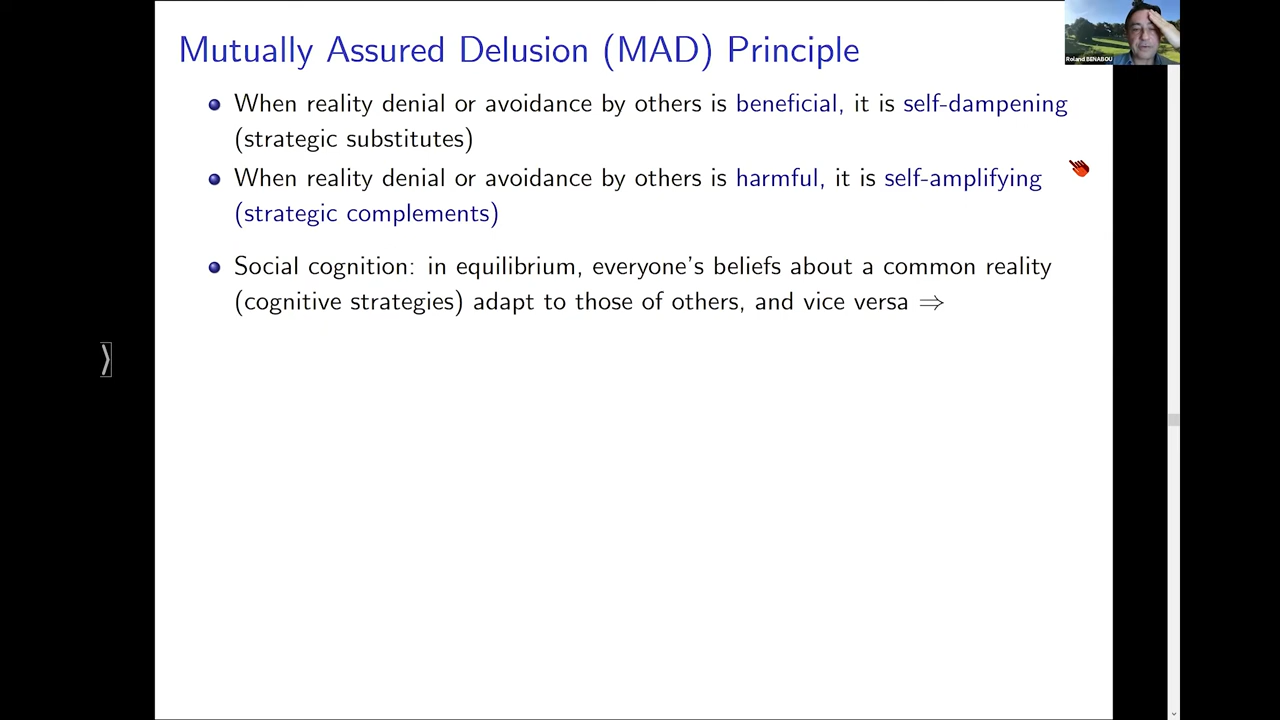 Mutually Assured Delusion (MAD) Principle
Roland BENABOU
When reality denial or avoidance by others is beneficial, it is self-dampening
(strategic substitutes)
When reality denial or avoidance by others is harmful, it is self-amplifying
(strategic complements)
Social cognition: in equilibrium, everyone's beliefs about a common reality
(cognitive strategies) adapt to those of others, and vice versa ⇒